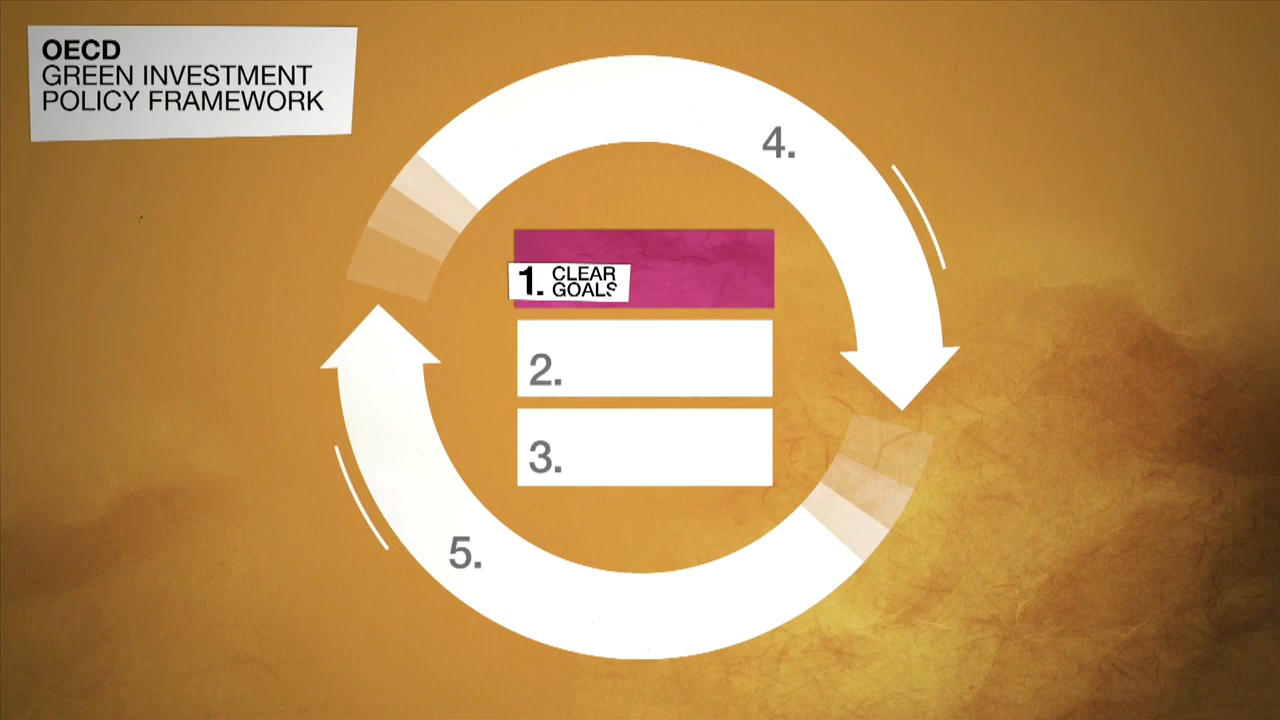 OECD
GREEN INVESTMENT
POLICY FRAMEWORK
4.
1. CLEAR
GOALS
2.
3.
5.